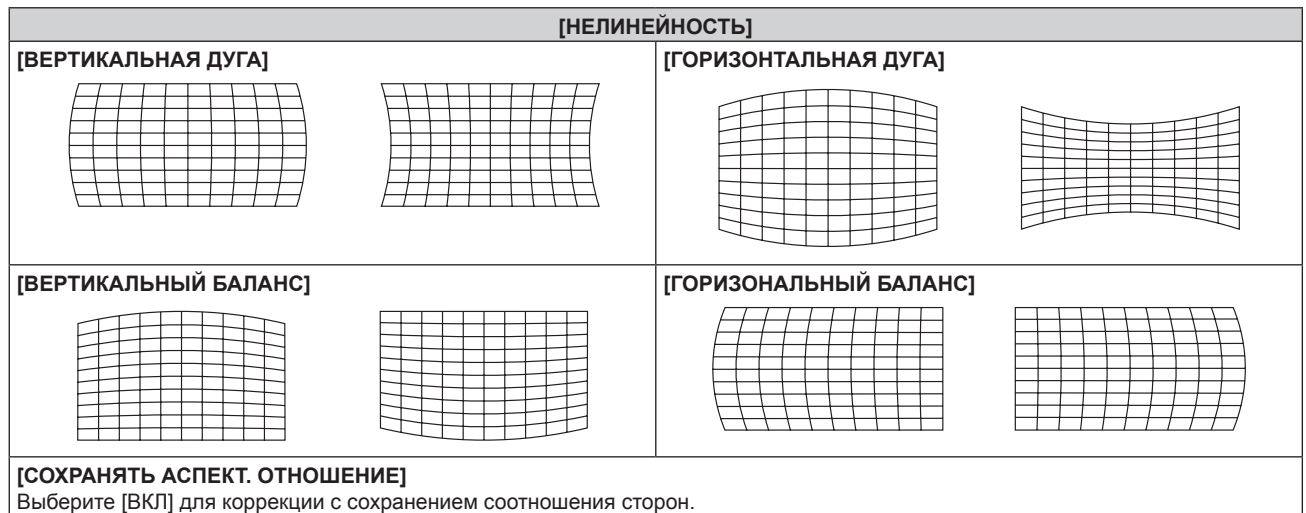 [НЕЛИНЕЙНОСТЬ]
[ВЕРТИКАЛЬНАЯ ДУГА]
[ГОРИЗОНТАЛЬНАЯ ДУГА]
[ВЕРТИКАЛЬНЫЙ БАЛАНС]
[ГОРИЗОНАЛЬНЫЙ БАЛАНС]
[СОХРАНЯТЬ АСПЕКТ. ОТНОШЕНИЕ]
Выберите [ВКЛ] для коррекции с сохранением соотношения сторон.